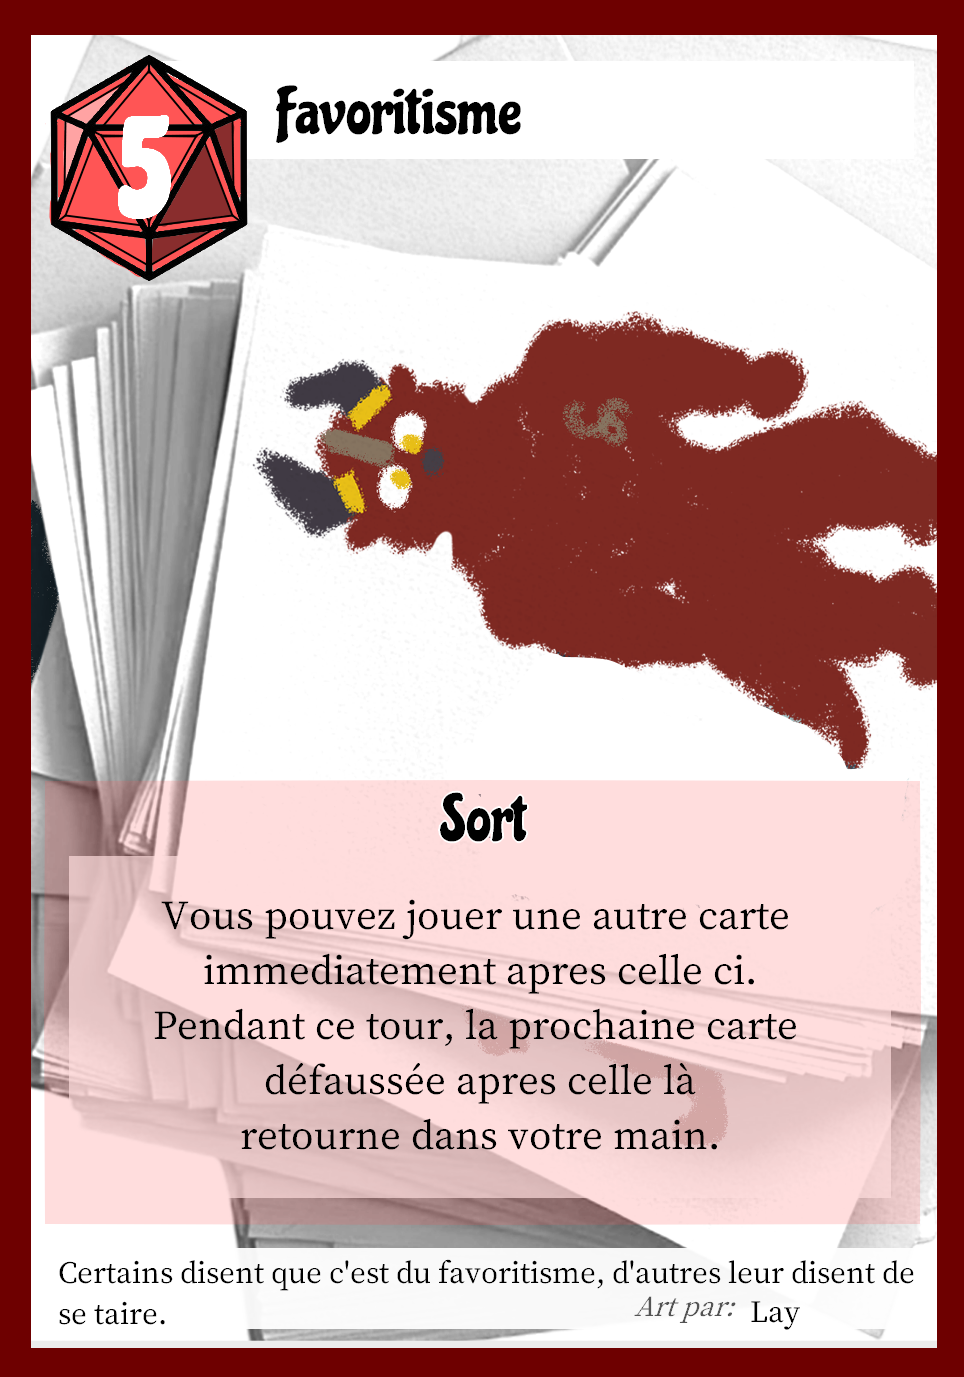 5
Favoritisme
Sort
Vous pouvez jouer une autre carte
immediatement apres celle ci.
Pendant ce tour, la prochaine carte
défaussée apres celle là
retourne dans votre main.
Certains disent que c'est du favoritisme, d'autres leur disent de
se taire.
Art par: Lay